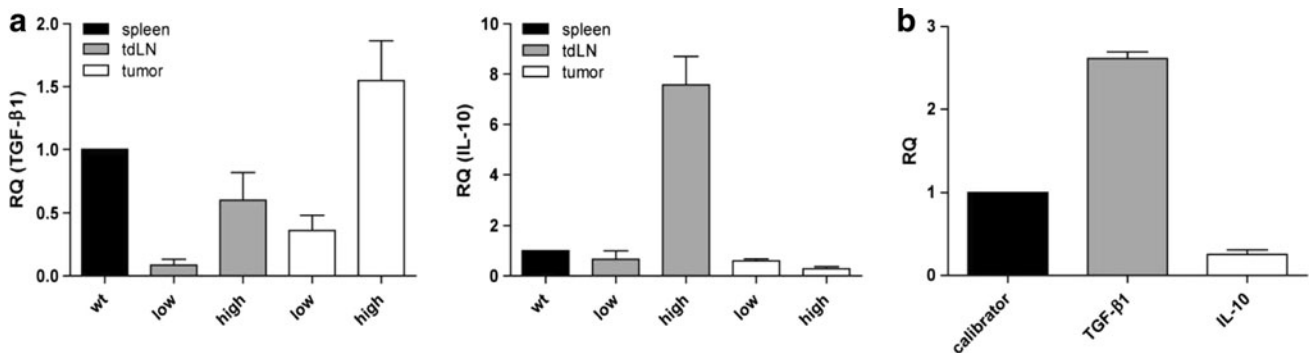 a
RQ (TGF-β1)
2.0
1.5
1.0
0.5
0.0
spleen
tdLN
tumor
wt
low
high
low
high
RQ (IL-10)
10
8
6
4
2
0
spleen
tdLN
tumor
wt
low
high
low
high
b
RQ
3
2
1
0
calibrator
TGF-β1
IL-10